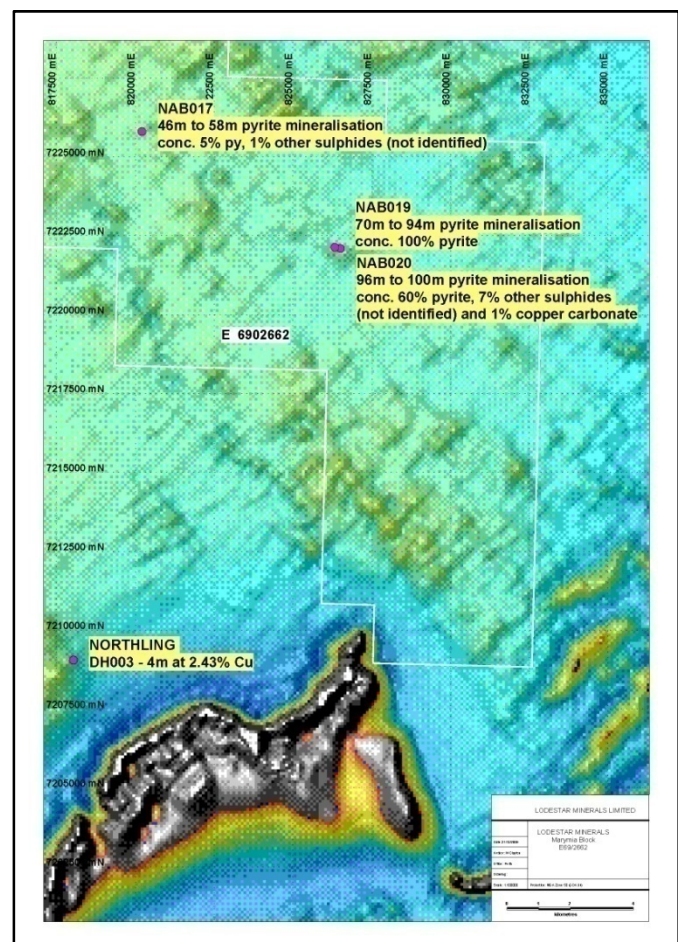 817500 mE
820000 mE
22500 mE
825000 mE
827500 mE
830000 mE
832500 mE
835000 mE
NAB017
46m to 58m pyrite mineralisation
conc. 5% py, 1% other sulphides (not identified)
7225000 mN
NAB019
70m to 94m pyrite mineralisation
conc. 100% pyrite
7222500 mN
NAB020
96m to 100m pyrite mineralisation
conc. 60% pyrite, 7% other sulphides
(not identified) and 1% copper carbonate
7220000 mN
E 6902662
7217500 mN
7215000 mN
7212500 mN
7210000 mN
NORTHLING
DH003 - 4m at 2.43% Cu
7207500 mN
7205000 mN
LODESTAR MINERALS LIMITED
LODESTAR MINERALS
Marymia Block
E69/2662
Kilometres